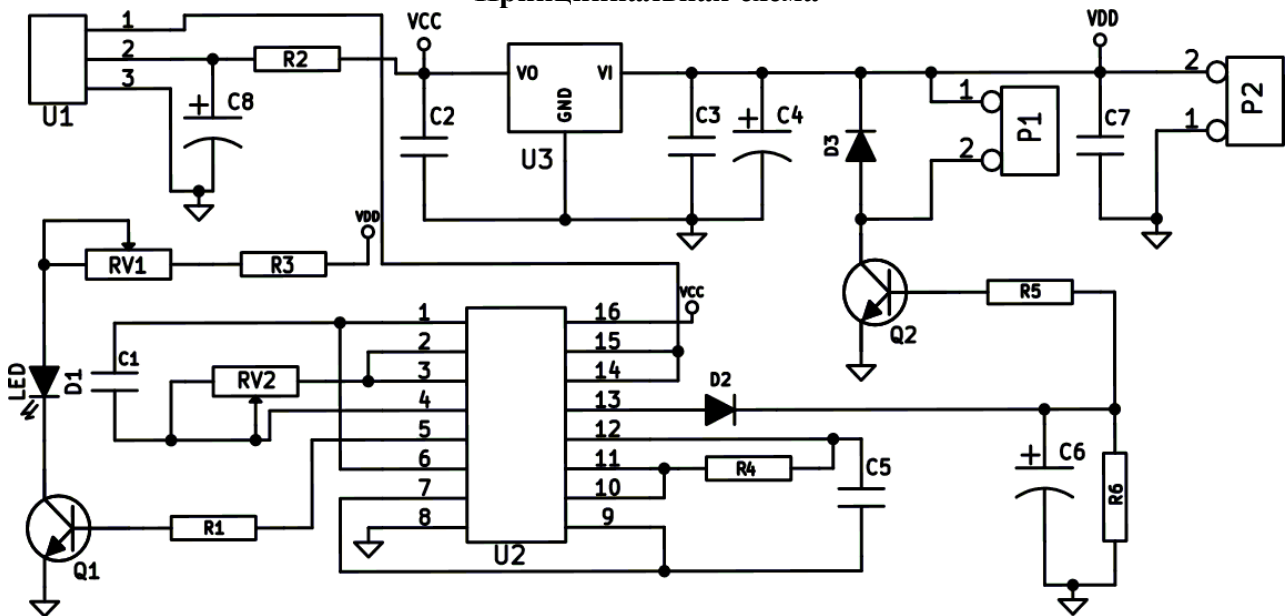 Принципиальная схема
1
2
3
U1
C8
R2
VCC
C2
VO
VI
GND
U3
C3
C4
D3
1
2
P1
VDD
C7
2
1
P2
RV1
R3
VDD
LED
D1
C1
RV2
Q1
R1
1
2
3
4
5
6
7
8
U2
16
15
14
13
12
11
10
9
VCC
D2
R4
C5
Q2
R5
C6
R6